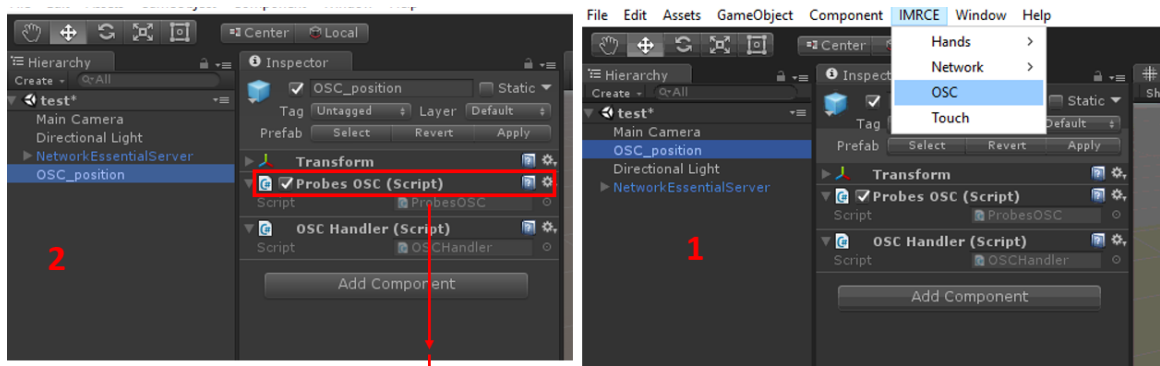 Center Local
Hierarchy
Create All
test*
Main Camera
Directional Light
NetworkEssentialServer
OSC_position
2
Inspector
OSC_position Static
Tag Untagged Layer Default
Prefab Select Revert Apply
Transform
Probes OSC (Script)
Script ProbesOSC
OSC Handler (Script)
Script OSCHandler
Add Component
File Edit Assets GameObject Component IMRCE Window Help
Center
Hands
Network
OSC
Touch
Hierarchy
Create All
test*
Main Camera
OSC_position
Directional Light
NetworkEssentialServer
1
Inspect
Static
Tag Default
Prefab Select Revert Apply
Transform
Probes OSC (Script)
Script ProbesOSC
OSC Handler (Script)
Script OSCHandler
Add Component
Sh